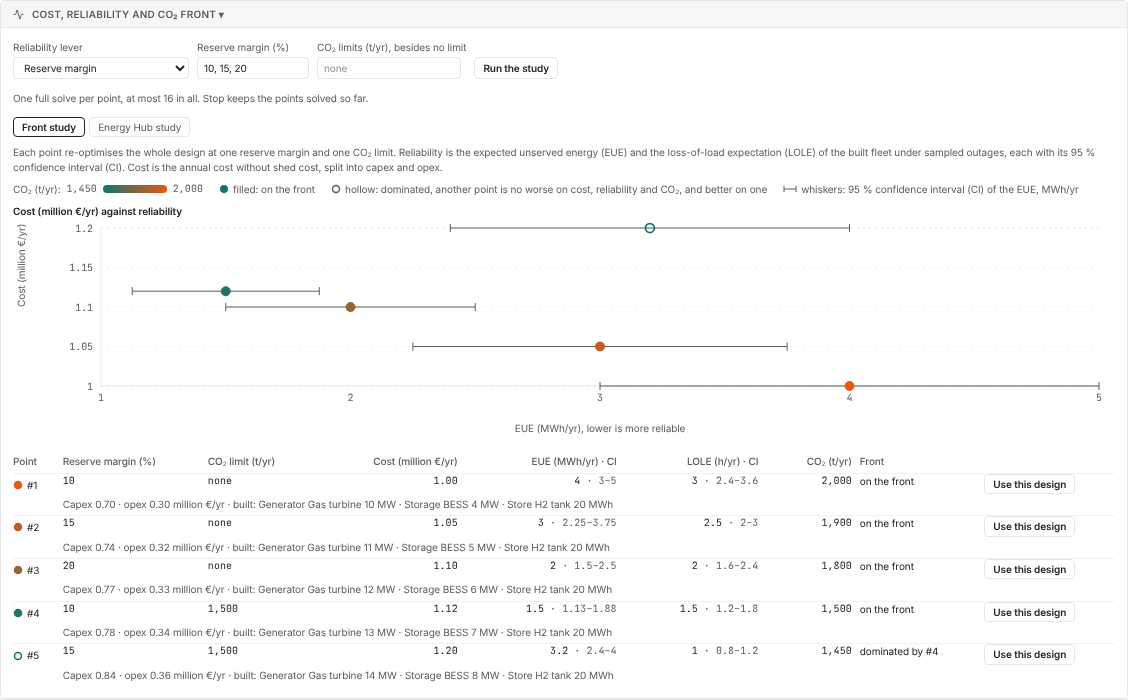 COST, RELIABILITY AND CO₂ FRONT ▾
Reliability lever
Reserve margin (%)
CO₂ limits (t/yr), besides no limit
Reserve margin
10, 15, 20
none
Run the study
One full solve per point, at most 16 in all. Stop keeps the points solved so far.
Front study
Energy Hub study
Each point re-optimises the whole design at one reserve margin and one CO₂ limit. Reliability is the expected unserved energy (EUE) and the loss-of-load expectation (LOLE) of the built fleet under sampled outages, each with its 95 %
confidence interval (CI). Cost is the annual cost without shed cost, split into capex and opex.
CO₂ (t/yr): 1,450 2,000 filled: on the front hollow: dominated, another point is no worse on cost, reliability and CO₂, and better on one whiskers: 95 % confidence interval (CI) of the EUE, MWh/yr
Cost (million €/yr) against reliability
Cost (million €/yr)
1.2
1.15
1.1
1.05
1
1 2 3 4 5
EUE (MWh/yr), lower is more reliable
Point Reserve margin (%) CO₂ limit (t/yr) Cost (million €/yr) EUE (MWh/yr) · CI LOLE (h/yr) · CI CO₂ (t/yr) Front
#1 10 none 1.00 4 · 3–5 3 · 2.4–3.6 2,000 on the front Use this design
Capex 0.70 · opex 0.30 million €/yr · built: Generator Gas turbine 10 MW · Storage BESS 4 MW · Store H2 tank 20 MWh
#2 15 none 1.05 3 · 2.25–3.75 2.5 · 2–3 1,900 on the front Use this design
Capex 0.74 · opex 0.32 million €/yr · built: Generator Gas turbine 11 MW · Storage BESS 5 MW · Store H2 tank 20 MWh
#3 20 none 1.10 2 · 1.5–2.5 2 · 1.6–2.4 1,800 on the front Use this design
Capex 0.77 · opex 0.33 million €/yr · built: Generator Gas turbine 12 MW · Storage BESS 6 MW · Store H2 tank 20 MWh
#4 10 1,500 1.12 1.5 · 1.13–1.88 1.5 · 1.2–1.8 1,500 on the front Use this design
Capex 0.78 · opex 0.34 million €/yr · built: Generator Gas turbine 13 MW · Storage BESS 7 MW · Store H2 tank 20 MWh
#5 15 1,500 1.20 3.2 · 2.4–4 1 · 0.8–1.2 1,450 dominated by #4 Use this design
Capex 0.84 · opex 0.36 million €/yr · built: Generator Gas turbine 14 MW · Storage BESS 8 MW · Store H2 tank 20 MWh